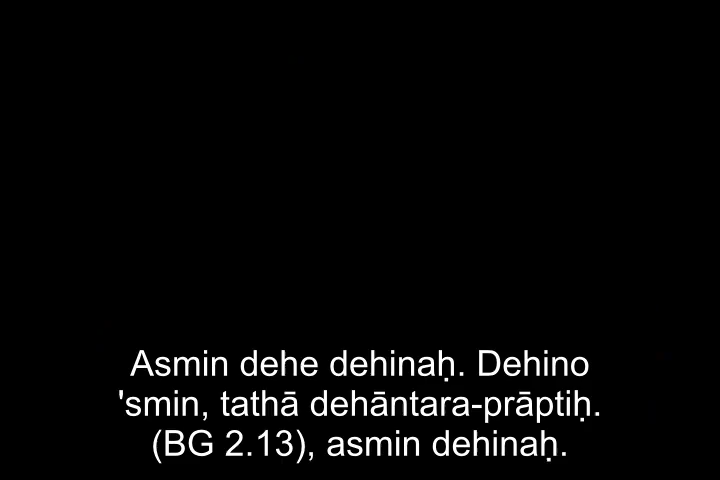 Asmin dehe dehinaḥ. Dehino
'smin, tathā dehāntara-prāptiḥ.
(BG 2.13), asmin dehinaḥ.